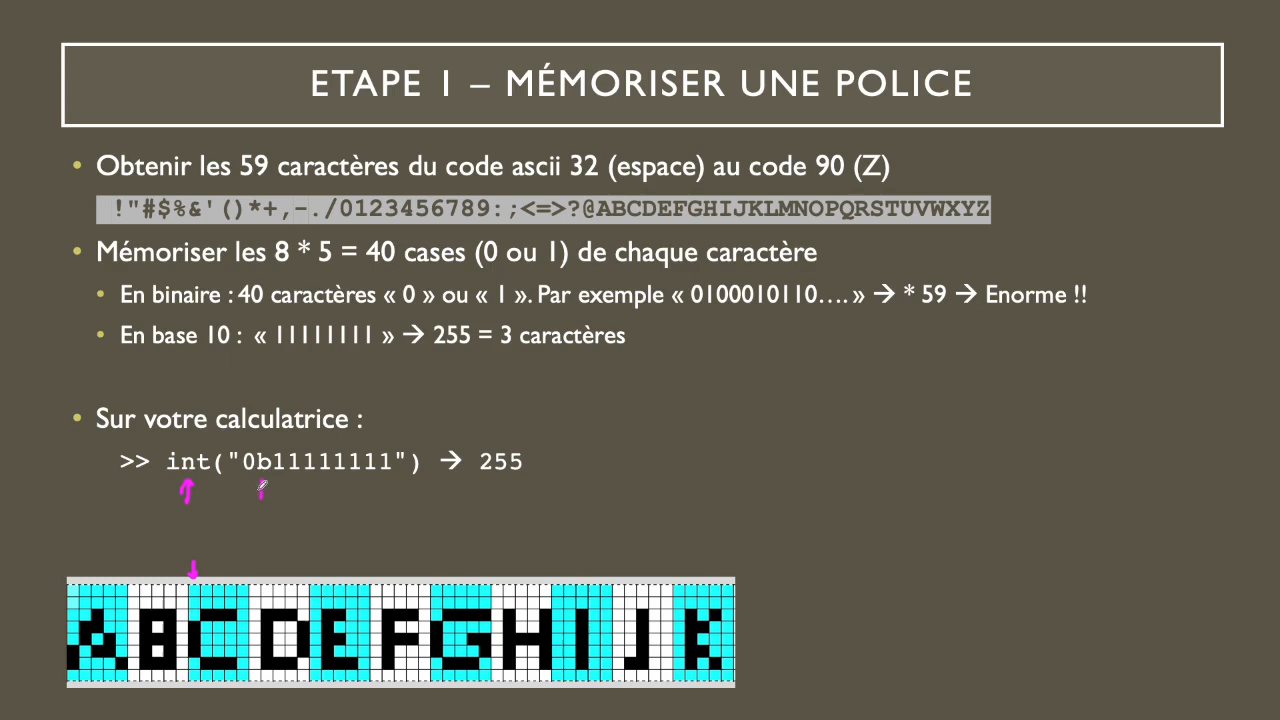 ETAPE 1 – MÉMORISER UNE POLICE
• Obtenir les 59 caractères du code ascii 32 (espace) au code 90 (Z)
!"#$%&'()*+,-./0123456789:;<=>?@ABCDEFGHIJKLMNOPQRSTUVWXYZ
• Mémoriser les 8 * 5 = 40 cases (0 ou 1) de chaque caractère
• En binaire : 40 caractères « 0 » ou « 1 ». Par exemple « 0100010110…. » → * 59 → Enorme !!
• En base 10 : « 11111111 » → 255 = 3 caractères
• Sur votre calculatrice :
>> int("0b11111111") → 255
ABCDEFGHIJK